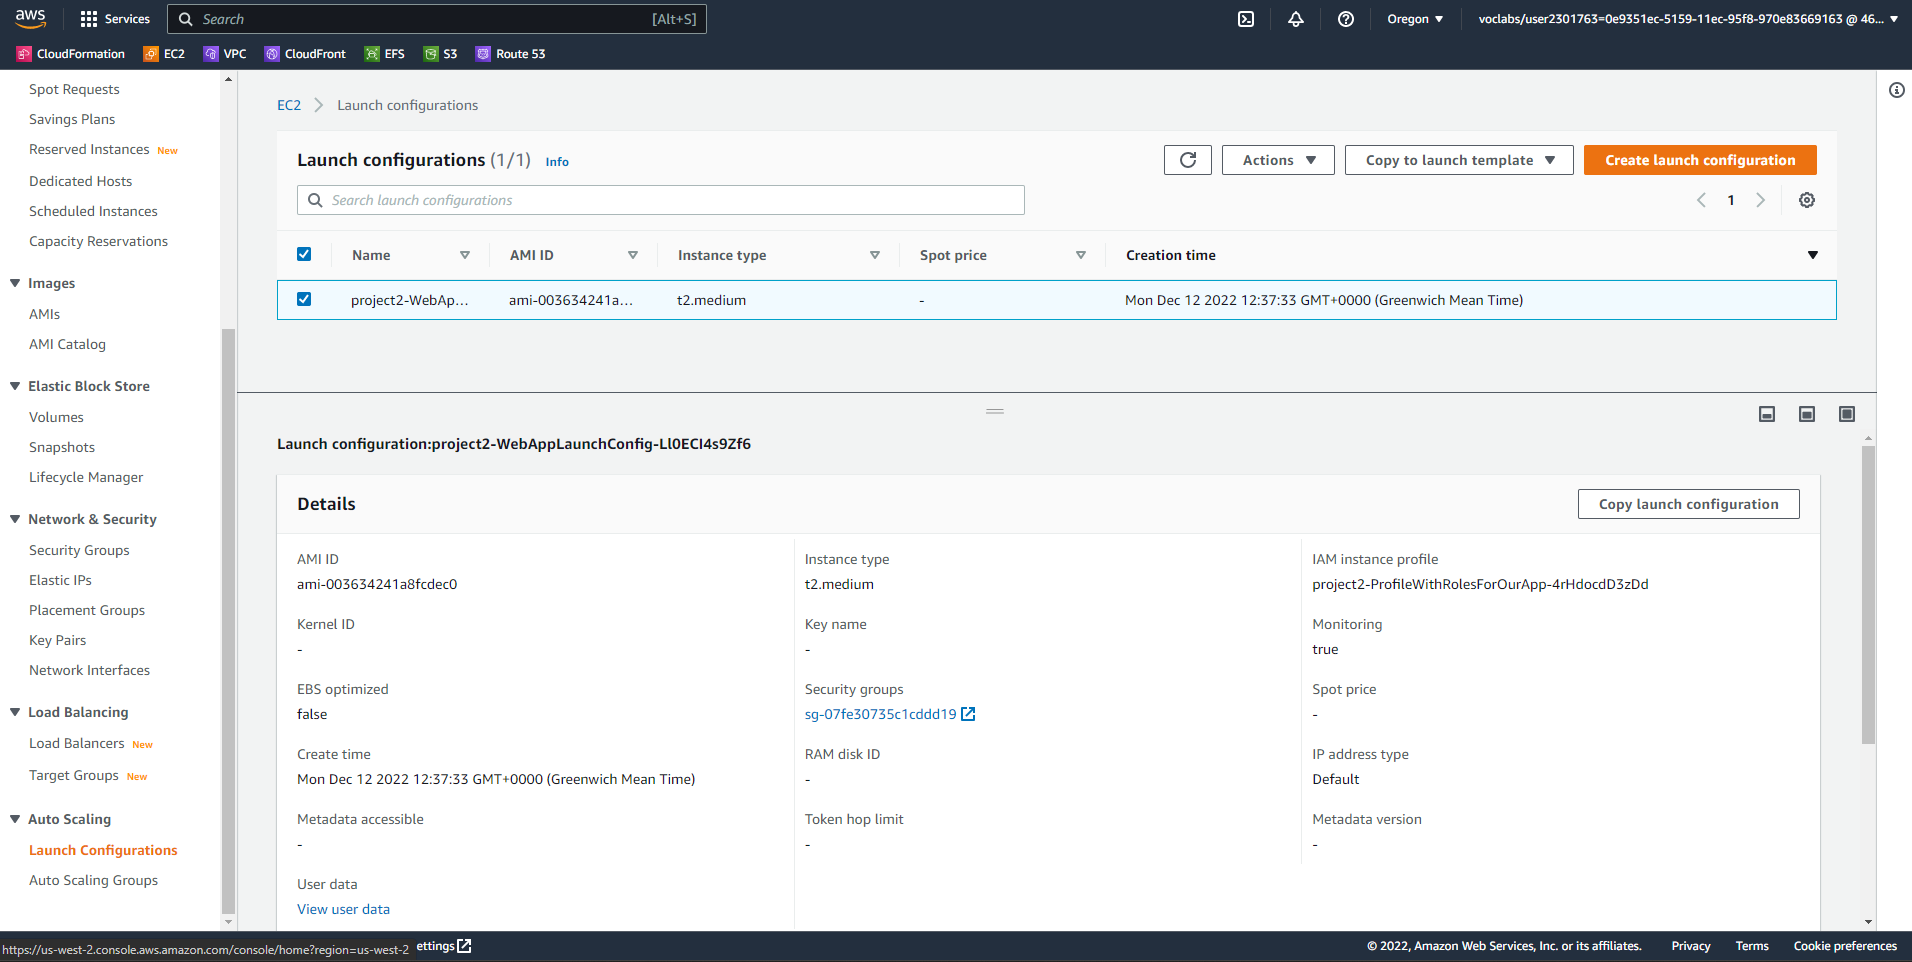 aws
Services
Search
[Alt+S]
Oregon
voclabs/user2301763=0e9351ec-5159-11ec-95f8-970e83669163 @ 46...
CloudFormation
EC2
VPC
CloudFront
EFS
S3
Route 53
Spot Requests
Savings Plans
Reserved Instances New
Dedicated Hosts
Scheduled Instances
Capacity Reservations
Images
AMIs
AMI Catalog
Elastic Block Store
Volumes
Snapshots
Lifecycle Manager
Network & Security
Security Groups
Elastic IPs
Placement Groups
Key Pairs
Network Interfaces
Load Balancing
Load Balancers New
Target Groups New
Auto Scaling
Launch Configurations
Auto Scaling Groups
EC2
Launch configurations
Launch configurations (1/1) Info
Actions
Copy to launch template
Create launch configuration
Search launch configurations
1
Name
AMI ID
Instance type
Spot price
Creation time
project2-WebAp...
ami-003634241a...
t2.medium
-
Mon Dec 12 2022 12:37:33 GMT+0000 (Greenwich Mean Time)
Launch configuration:project2-WebAppLaunchConfig-Ll0ECI4s9Zf6
Details
Copy launch configuration
AMI ID
ami-003634241a8fcdec0
Instance type
t2.medium
IAM instance profile
project2-ProfileWithRolesForOurApp-4rHdocdD3zDd
Kernel ID
-
Key name
-
Monitoring
true
EBS optimized
false
Security groups
sg-07fe30735c1cddd19
Spot price
-
Create time
Mon Dec 12 2022 12:37:33 GMT+0000 (Greenwich Mean Time)
RAM disk ID
-
IP address type
Default
Metadata accessible
-
Token hop limit
-
Metadata version
-
User data
View user data
https://us-west-2.console.aws.amazon.com/console/home?region=us-west-2
ettings
© 2022, Amazon Web Services, Inc. or its affiliates.
Privacy
Terms
Cookie preferences